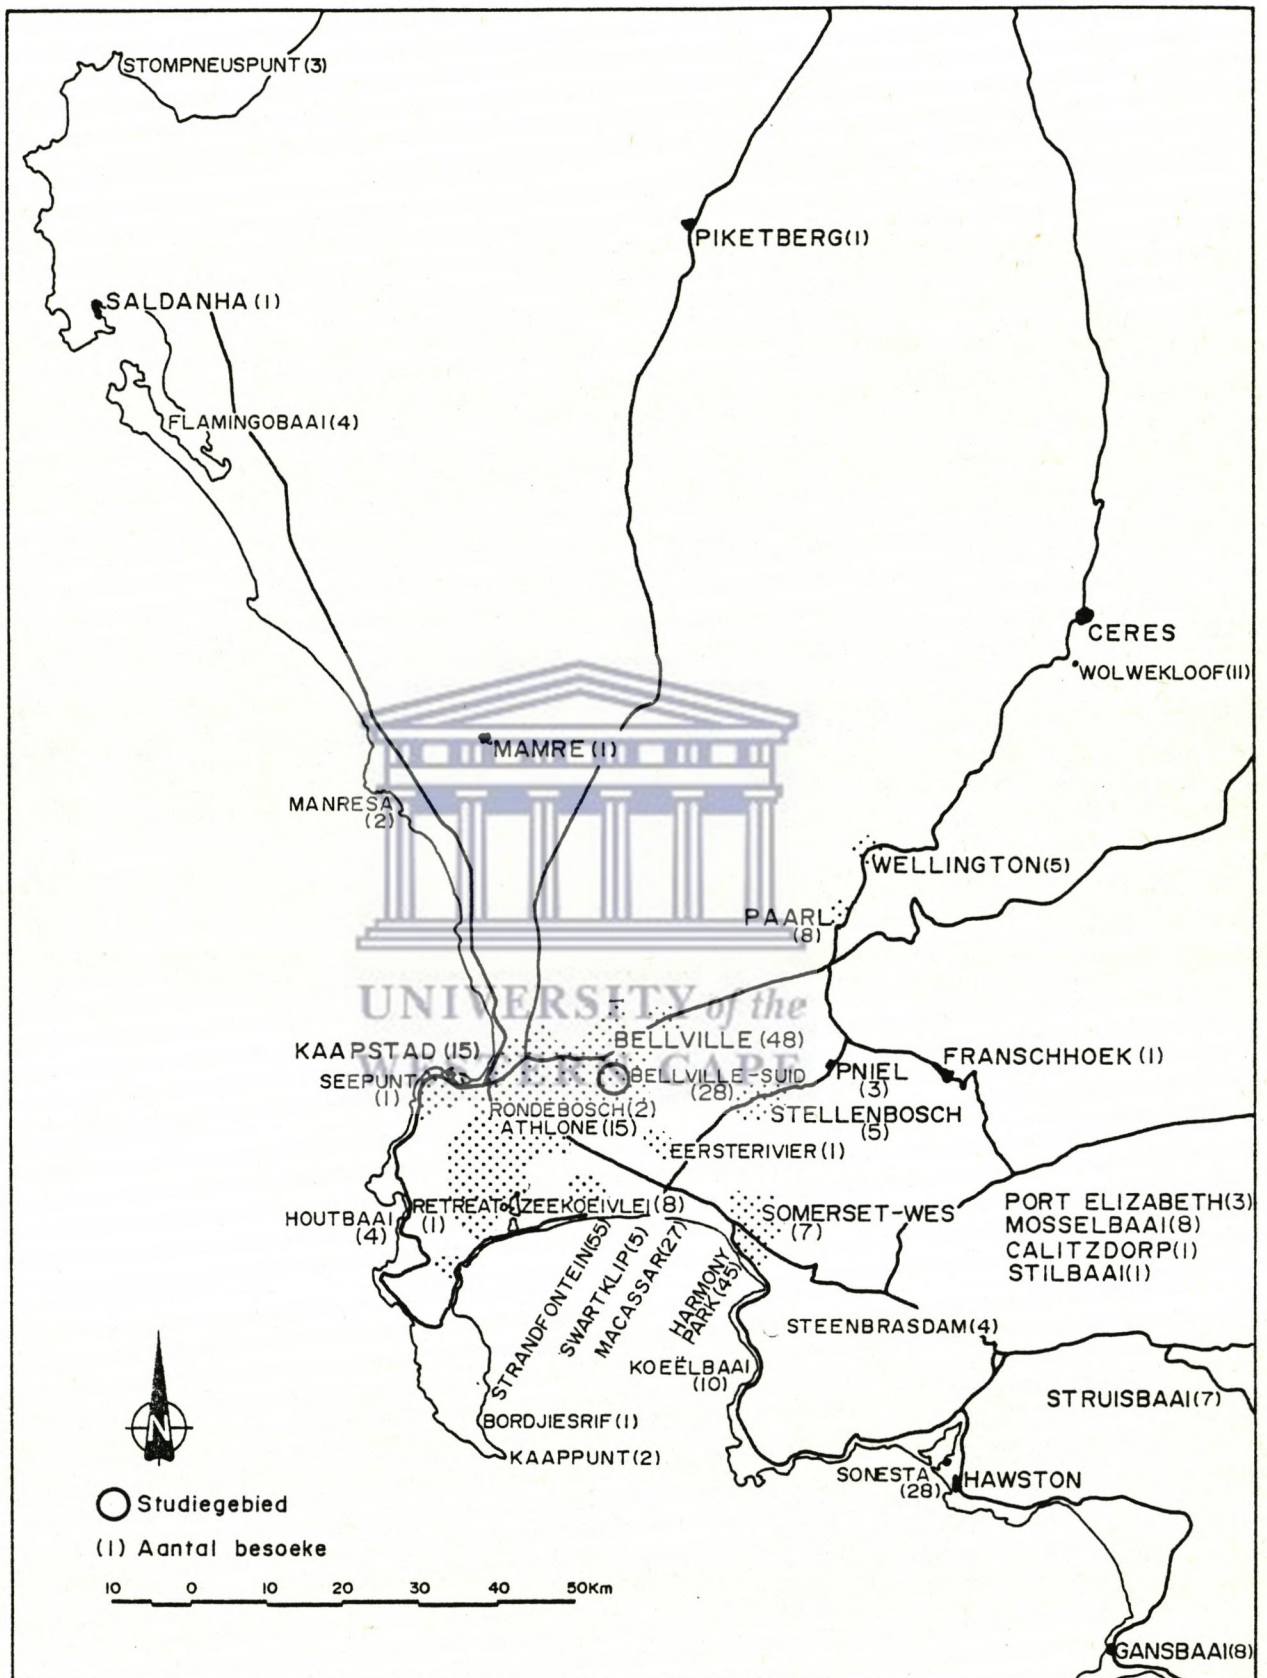 STOMPNEUSPUNT (3)
PIKETBERG (1)
SALDANHA (1)
FLAMINGOBAAI (4)
CERES
WOLWEKLOOF (11)
MAMRE (1)
MANRESA
(2)
WELLINGTON (5)
PAARL
(8)
UNIVERSITY of the
WESTERN CAPE
BELLVILLE (48)
KAAPSTAD (15)
FRANSCHHOEK (1)
SEEPUNT
(1)
BELLVILLE-SUID
(28)
PNIEL
(3)
RONDEBOSCH (2)
STELLENBOSCH
(5)
ATHLONE (15)
EERSTERIVIER (1)
RETREAT
(1)
ZEEKOEIVLEI (8)
HOUTBAAI
(4)
SOMERSET-WES
(7)
PORT ELIZABETH (3)
MOSSELBAAI (8)
CALITZDORP (1)
STILBAAI (1)
STRANDFONTEIN (55)
SWARTKLIP (5)
MACASSAR (27)
HARMONY
PARK (45)
STEENBRASDAM (4)
KOEËLBAAI
(10)
STRUISBAAI (7)
BORDJIESRIF (1)
KAAPPUNT (2)
SONESTA
(28)
HAWSTON
N
Studiegebied
(1) Aantal besoeke
10 0 10 20 30 40 50Km
GANSBAAI (8)